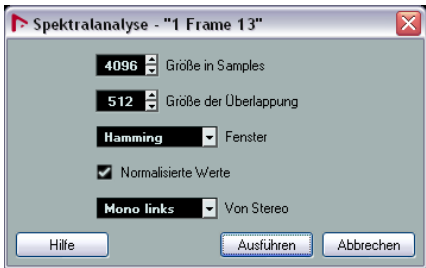 Spektralanalyse - "1 Frame 13"
4096 Größe in Samples
512 Größe der Überlappung
Hamming Fenster
Normalisierte Werte
Mono links Von Stereo
Hilfe Ausführen Abbrechen